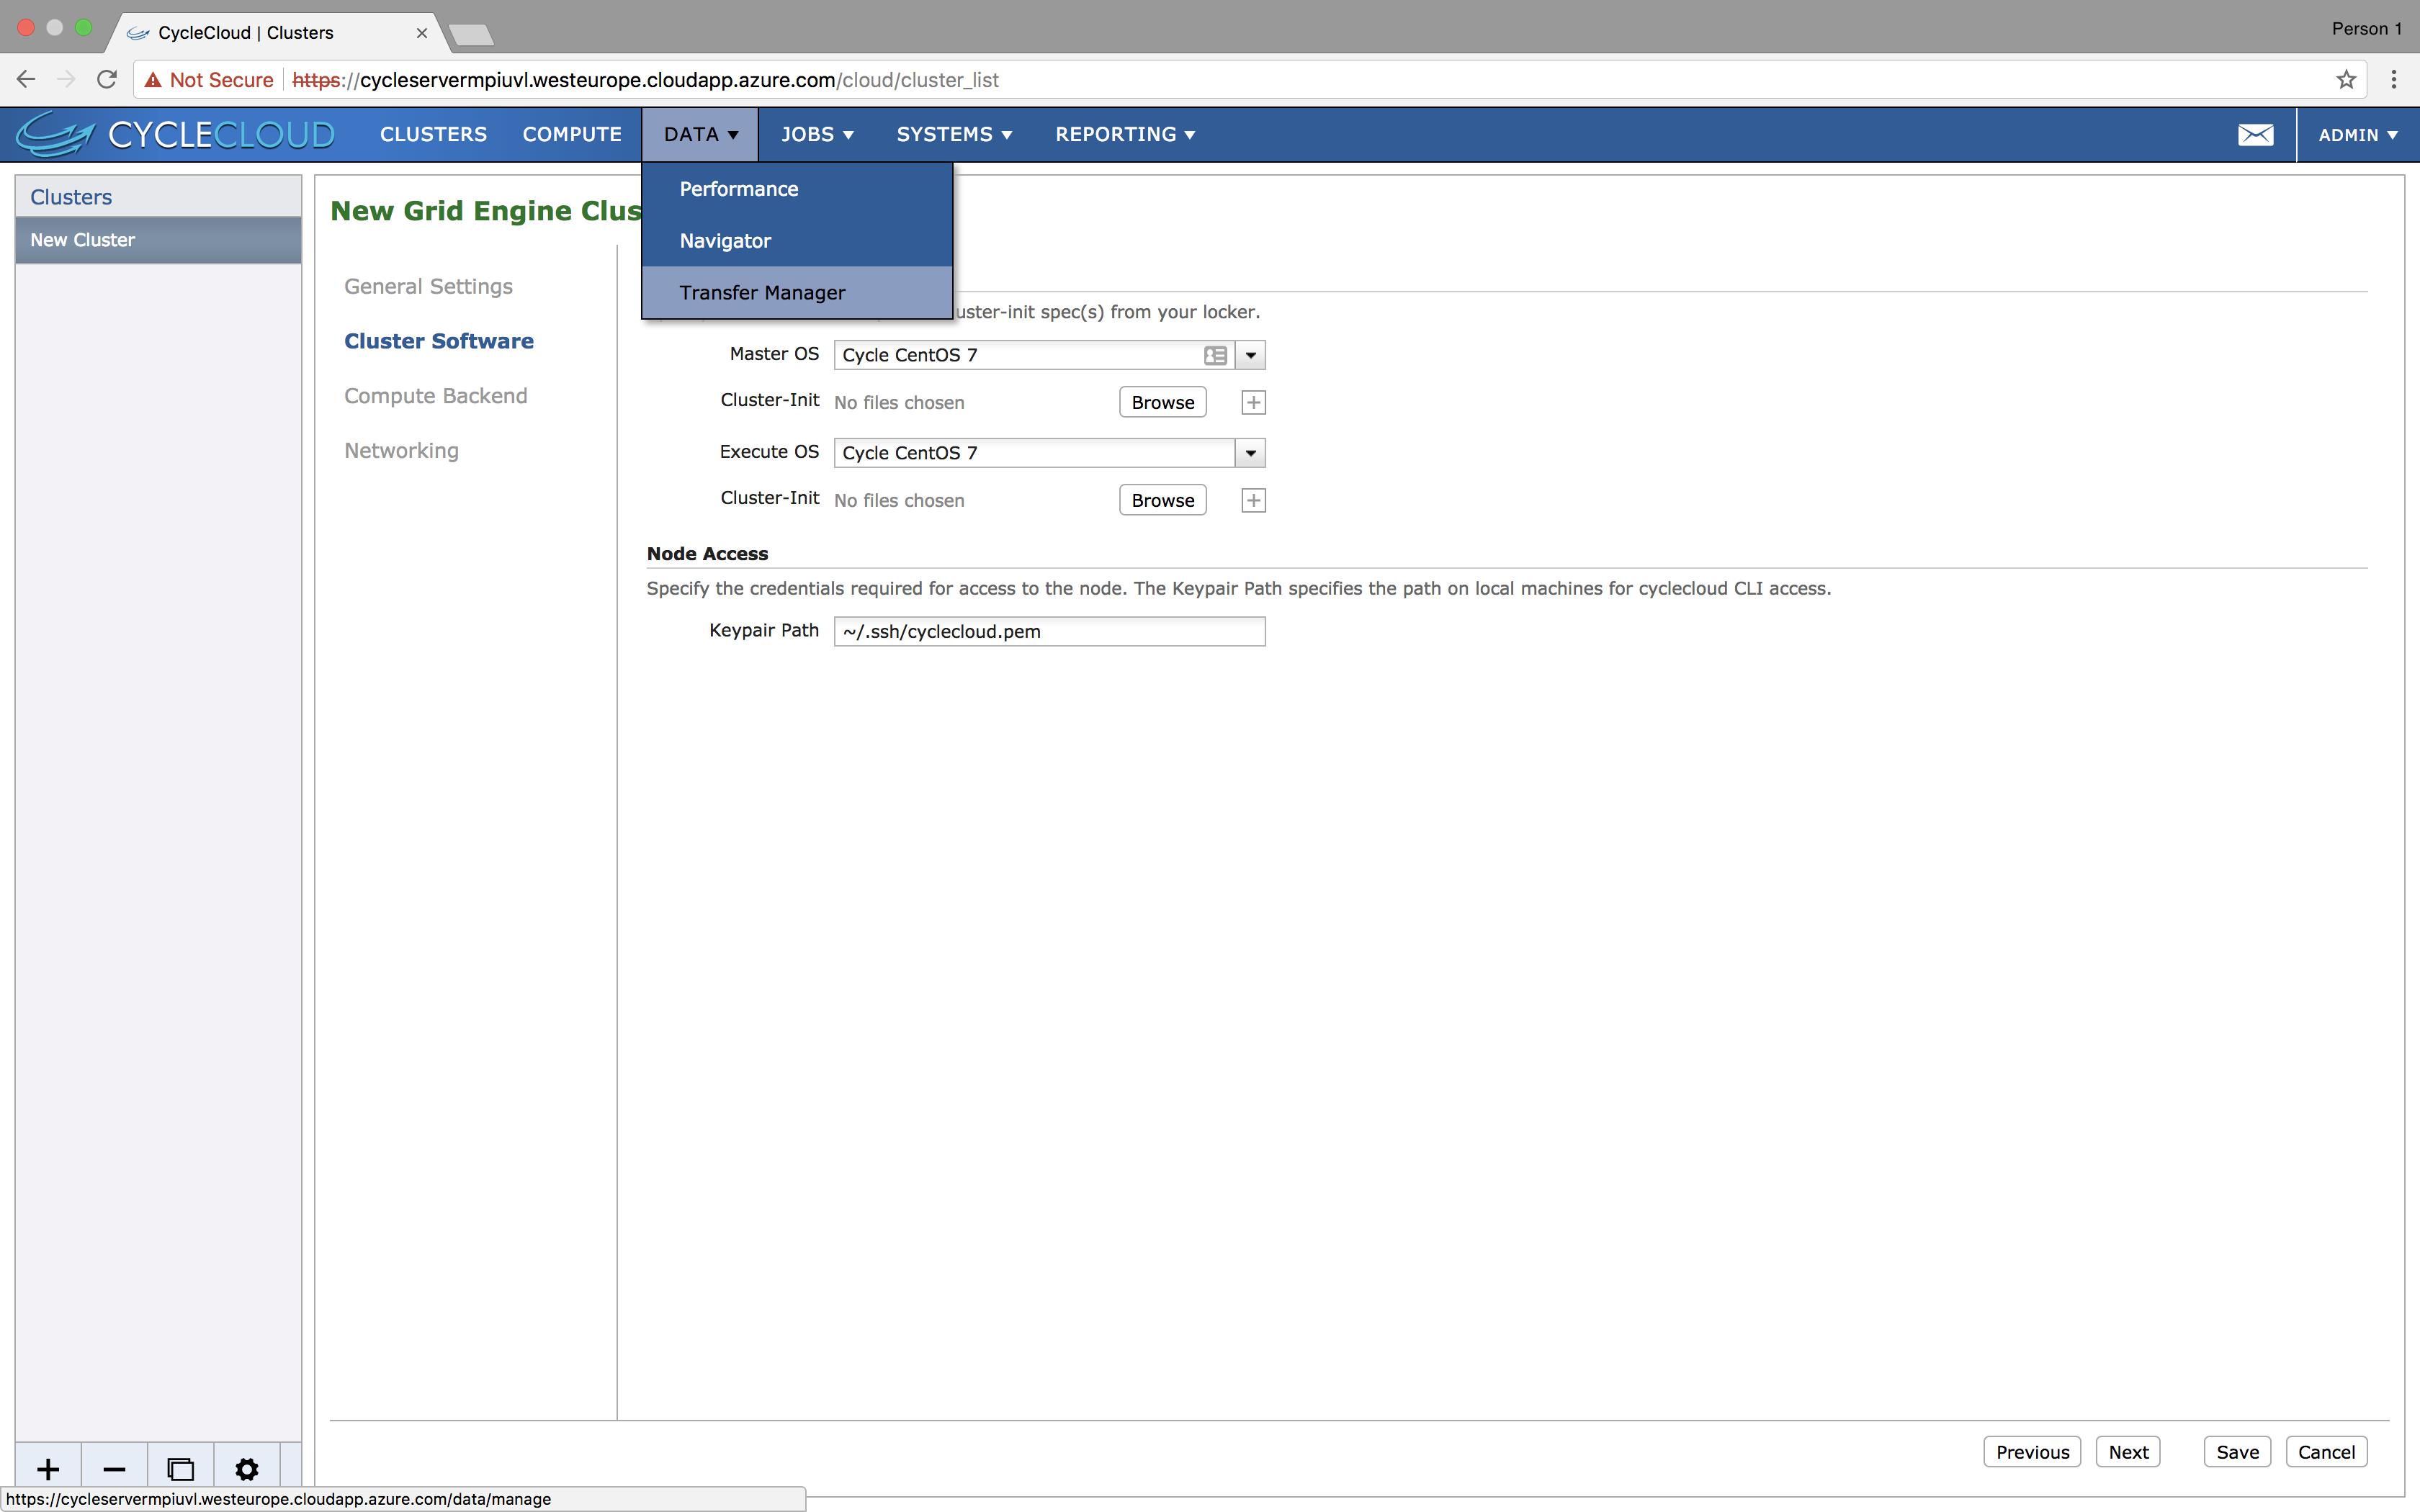 CycleCloud | Clusters
Person 1
Not Secure https://cycleservermpiuvl.westeurope.cloudapp.azure.com/cloud/cluster_list
CYCLECLOUD CLUSTERS COMPUTE DATA JOBS SYSTEMS REPORTING ADMIN
Performance
Navigator
Transfer Manager
Clusters
New Cluster
New Grid Engine Clus
General Settings
Cluster Software
Compute Backend
Networking
uster-init spec(s) from your locker.
Master OS Cycle CentOS 7
Cluster-Init No files chosen Browse
Execute OS Cycle CentOS 7
Cluster-Init No files chosen Browse
Node Access
Specify the credentials required for access to the node. The Keypair Path specifies the path on local machines for cyclecloud CLI access.
Keypair Path ~/.ssh/cyclecloud.pem
Previous Next Save Cancel
https://cycleservermpiuvl.westeurope.cloudapp.azure.com/data/manage